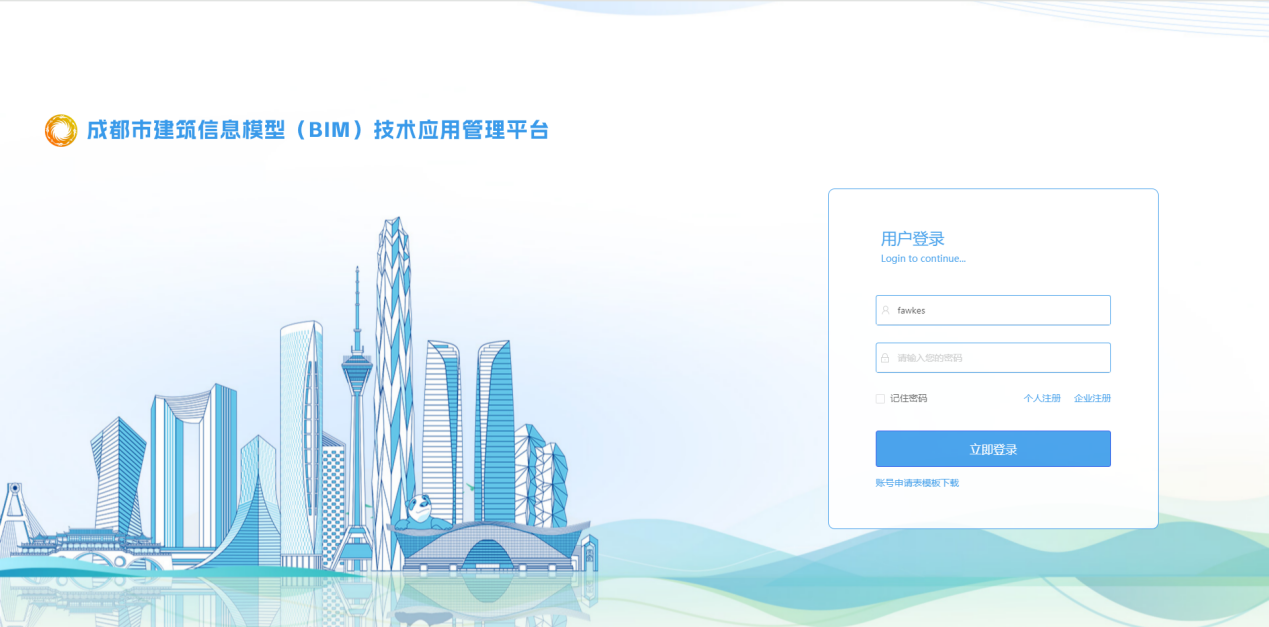 成都市建筑信息模型（BIM）技术应用管理平台
用户登录
Login to continue...
fawkes
请输入您的密码
记住密码 个人注册 企业注册
立即登录
账号申请表模板下载